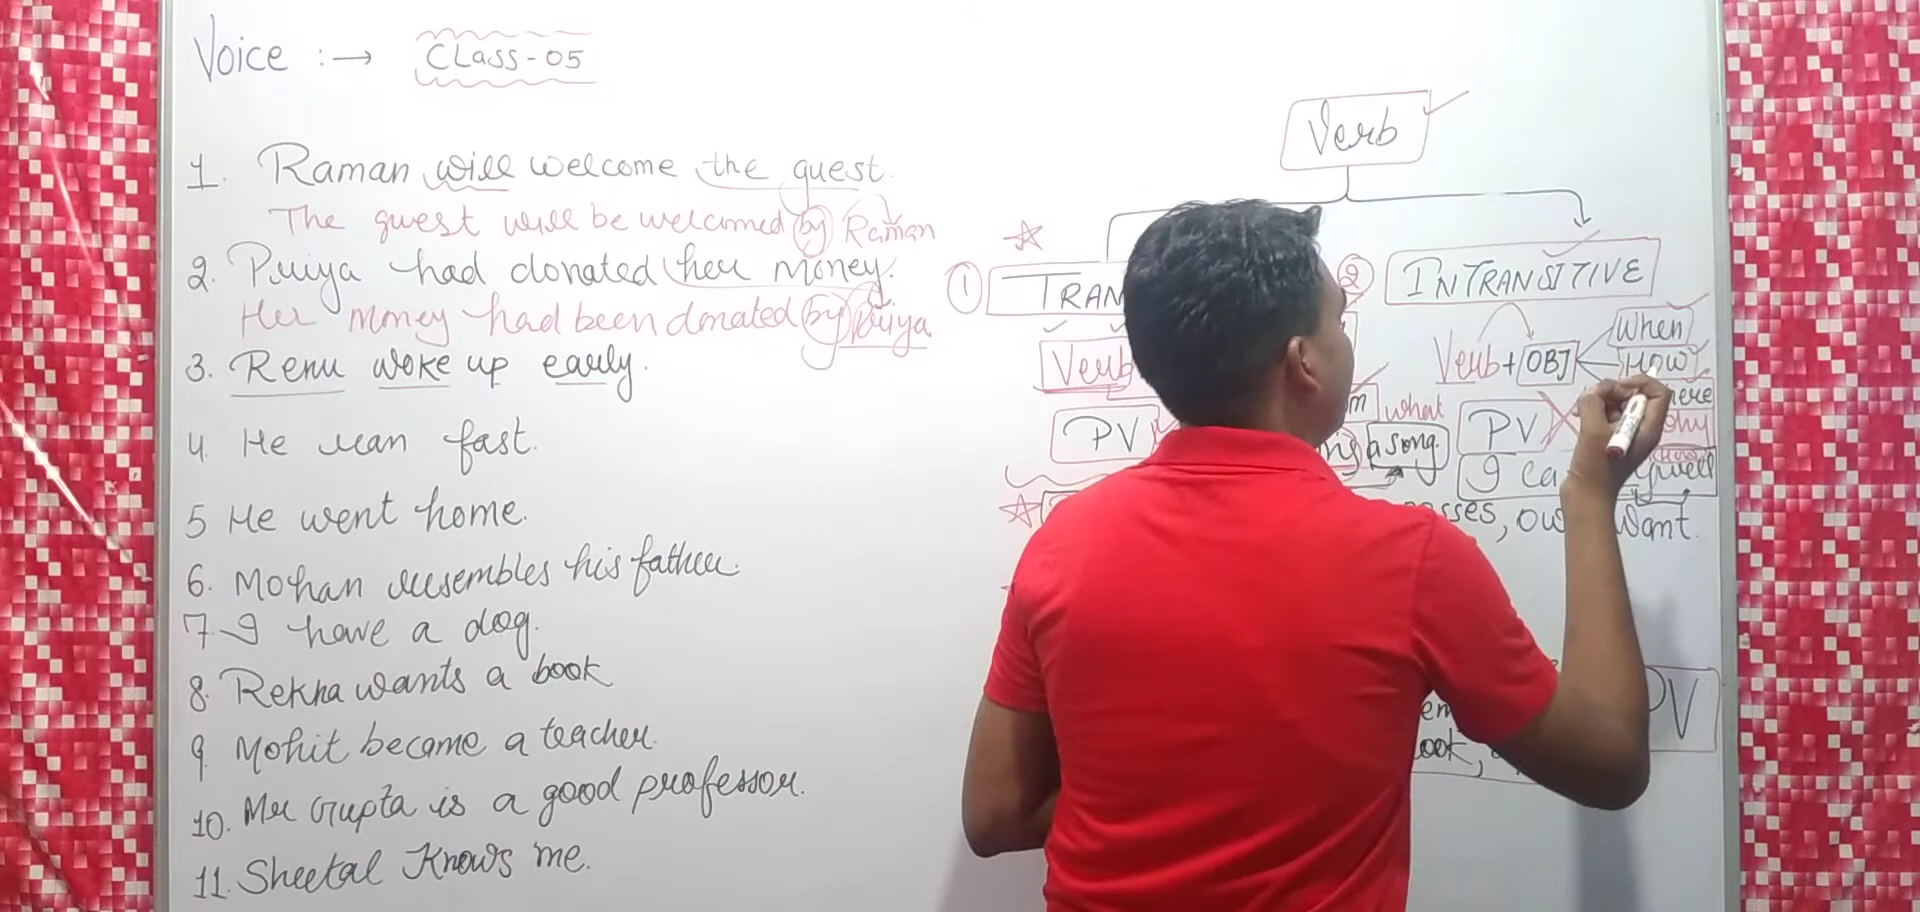 Voice :→ CLASS-05
1. Raman will welcome the guest.
The guest will be welcomed by Raman
2. Priya had donated her money.
Her money had been donated by Priya.
3. Renu woke up early.
4. He ran fast.
5 He went home.
6. Mohan resembles his father.
7. I have a dog.
8. Rekha wants a book
9. Mohit became a teacher.
10. Mr Gupta is a good professor.
11. Sheetal Knows me.
Verb
① TRAN
② INTRANSITIVE
Verb
Verb + OBJ
When
How
what
PV
a song.
PV
I well
want.
PV